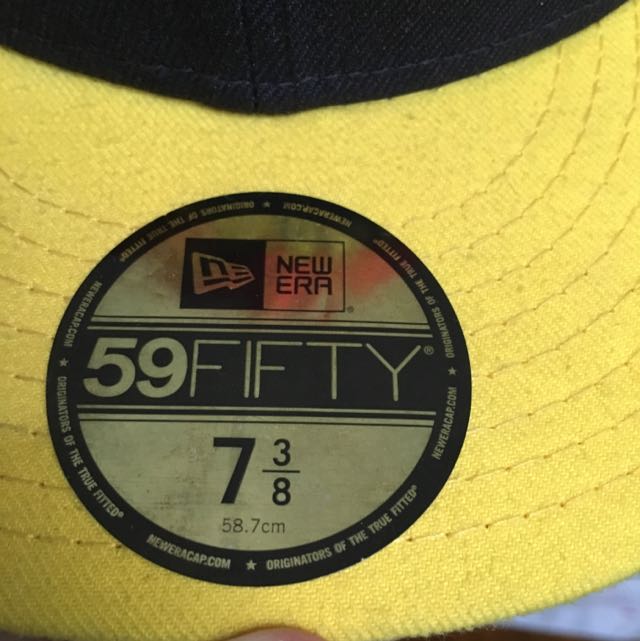 NEW ERA®
59FIFTY®
7 3/8
58.7cm
NEWERACAP.COM ★ ORIGINATORS OF THE TRUE FITTED® ★ NEWERACAP.COM ★ ORIGINATORS OF THE TRUE FITTED® ★ NEWERACAP.COM ★ ORIGINATORS OF THE TRUE FITTED® ★ NEWERACAP.COM ★ ORIGINATORS OF THE TRUE FITTED®